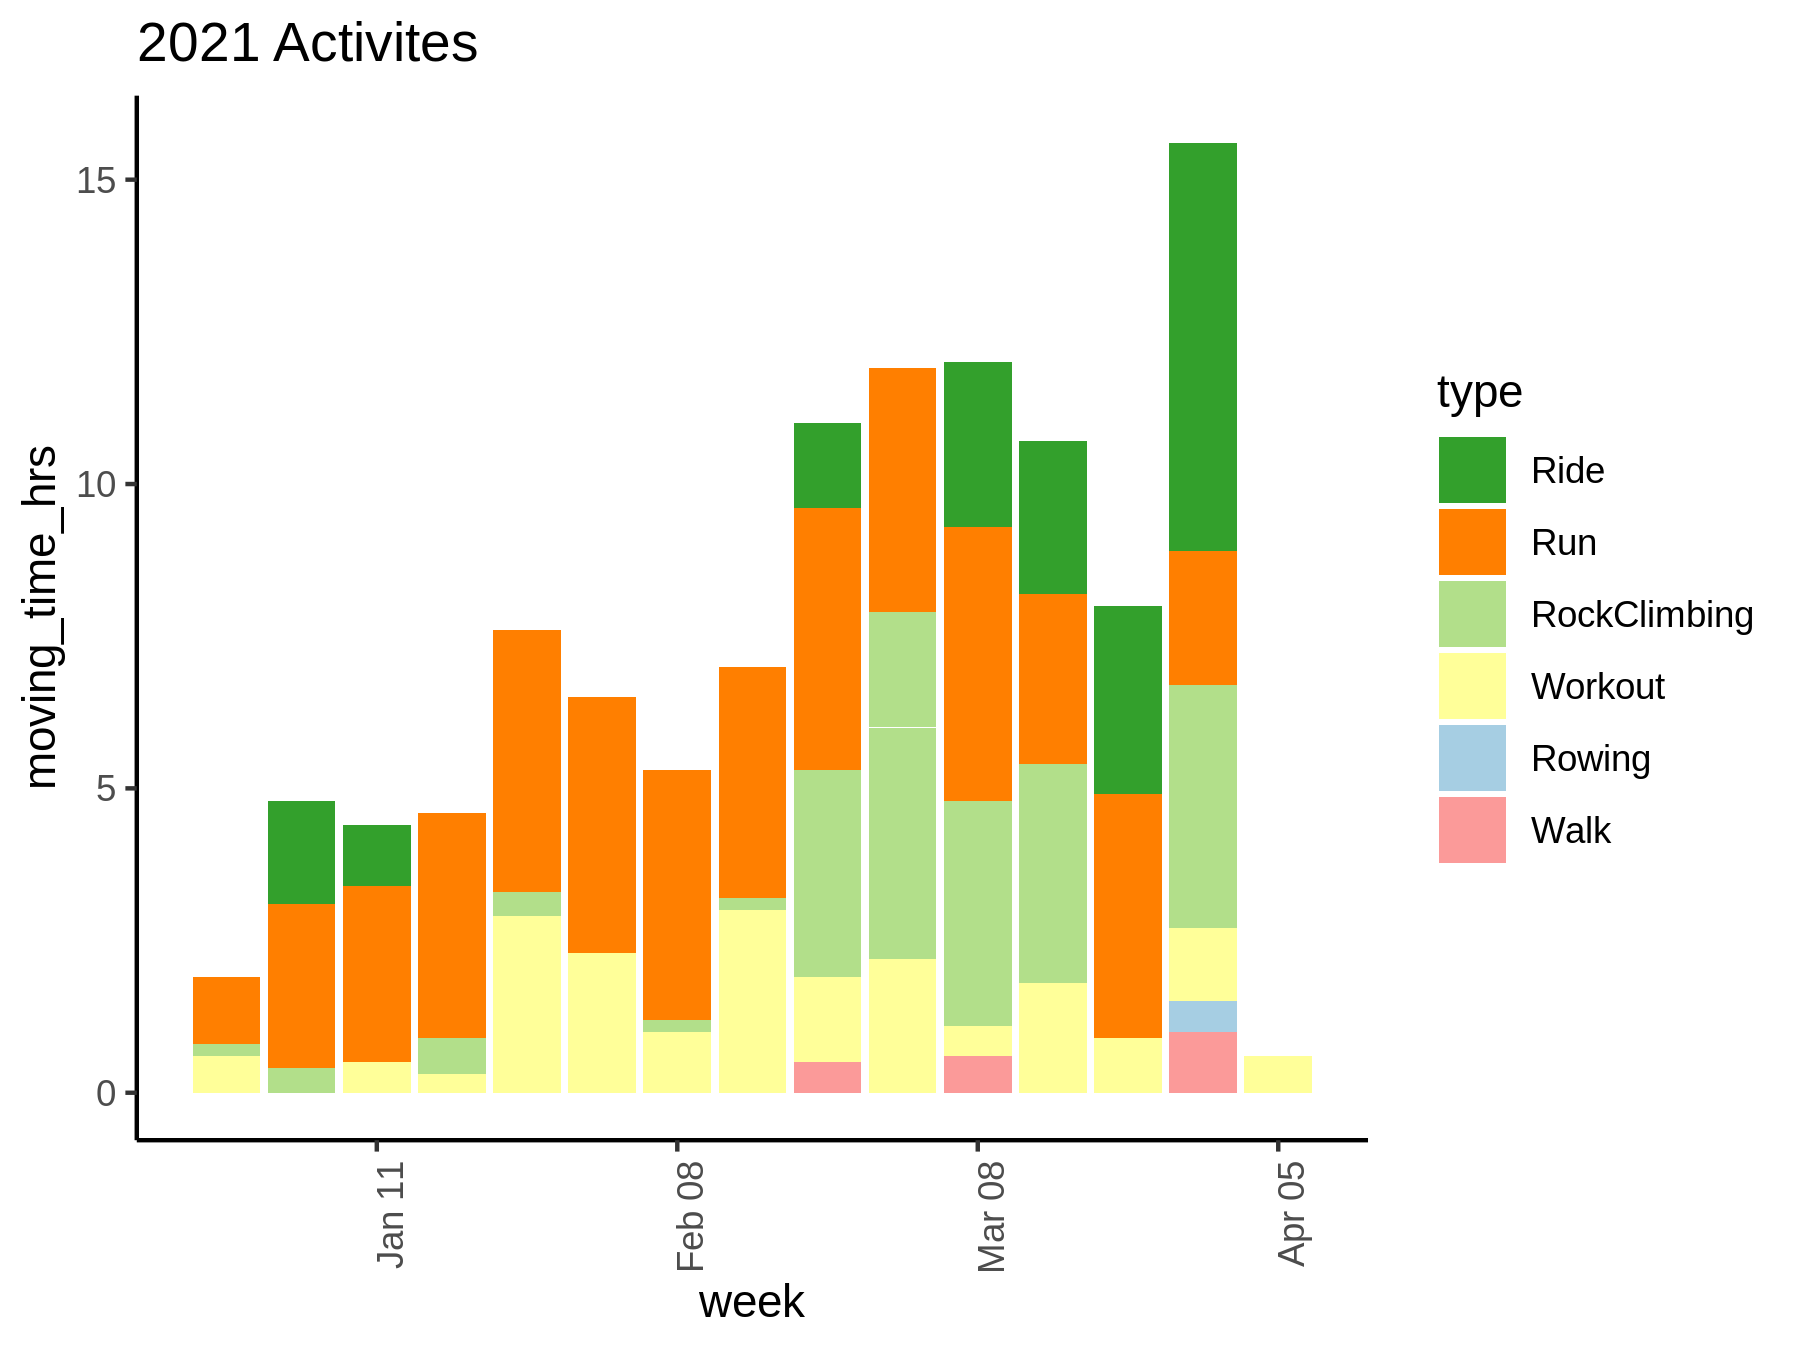 2021 Activites
moving_time_hrs
15
10
5
0
Jan 11
Feb 08
Mar 08
Apr 05
week
type
Ride
Run
RockClimbing
Workout
Rowing
Walk